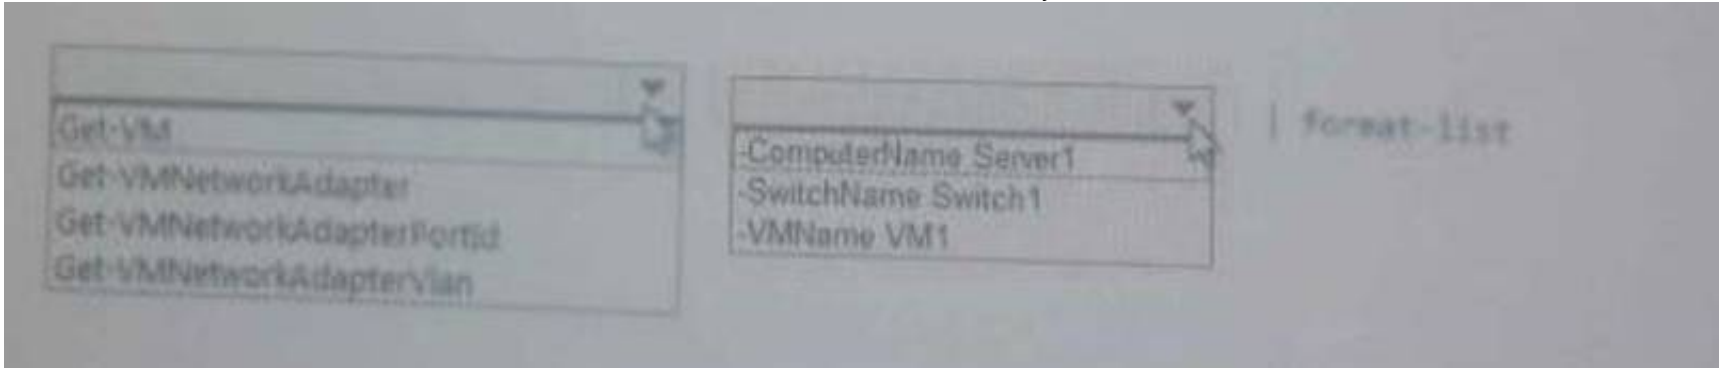 Get-VM
Get-VMNetworkAdapter
Get-VMNetworkAdapterPortId
Get-VMNetworkAdapterVlan
-ComputerName Server1
-SwitchName Switch1
-VMName VM1
| format-list